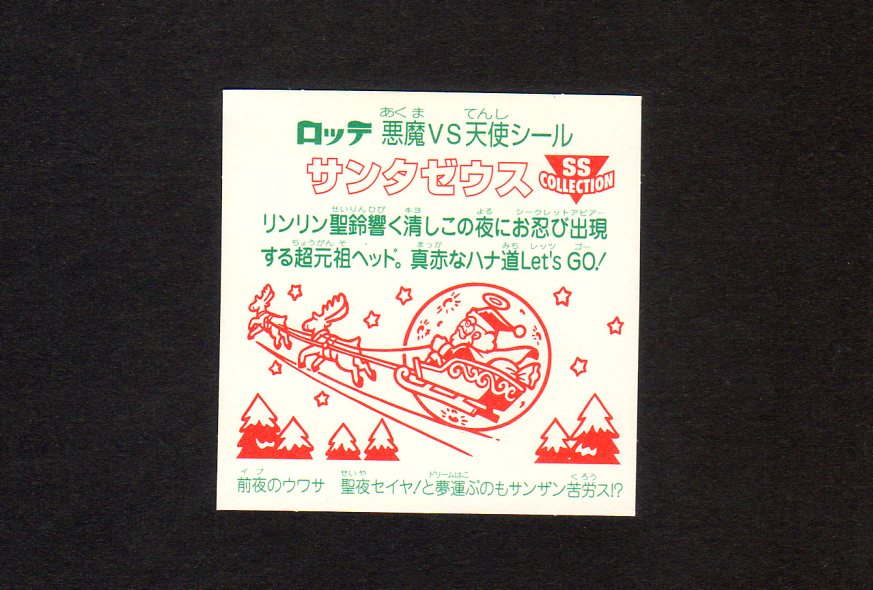 あくま てんし
ロッテ 悪魔VS天使シール
サンタゼウス
SS
COLLECTION
せいりんひび キヨ よる シークレットアピアー
リンリン聖鈴響く清しこの夜にお忍び出現
ちょうがんそ まっか みち レッツ ゴー
する超元祖ヘッド。真赤なハナ道Let's GO!
イブ せいや ドリームはこ くろう
前夜のウワサ 聖夜セイヤ!と夢運ぶのもサンザン苦労ス!?